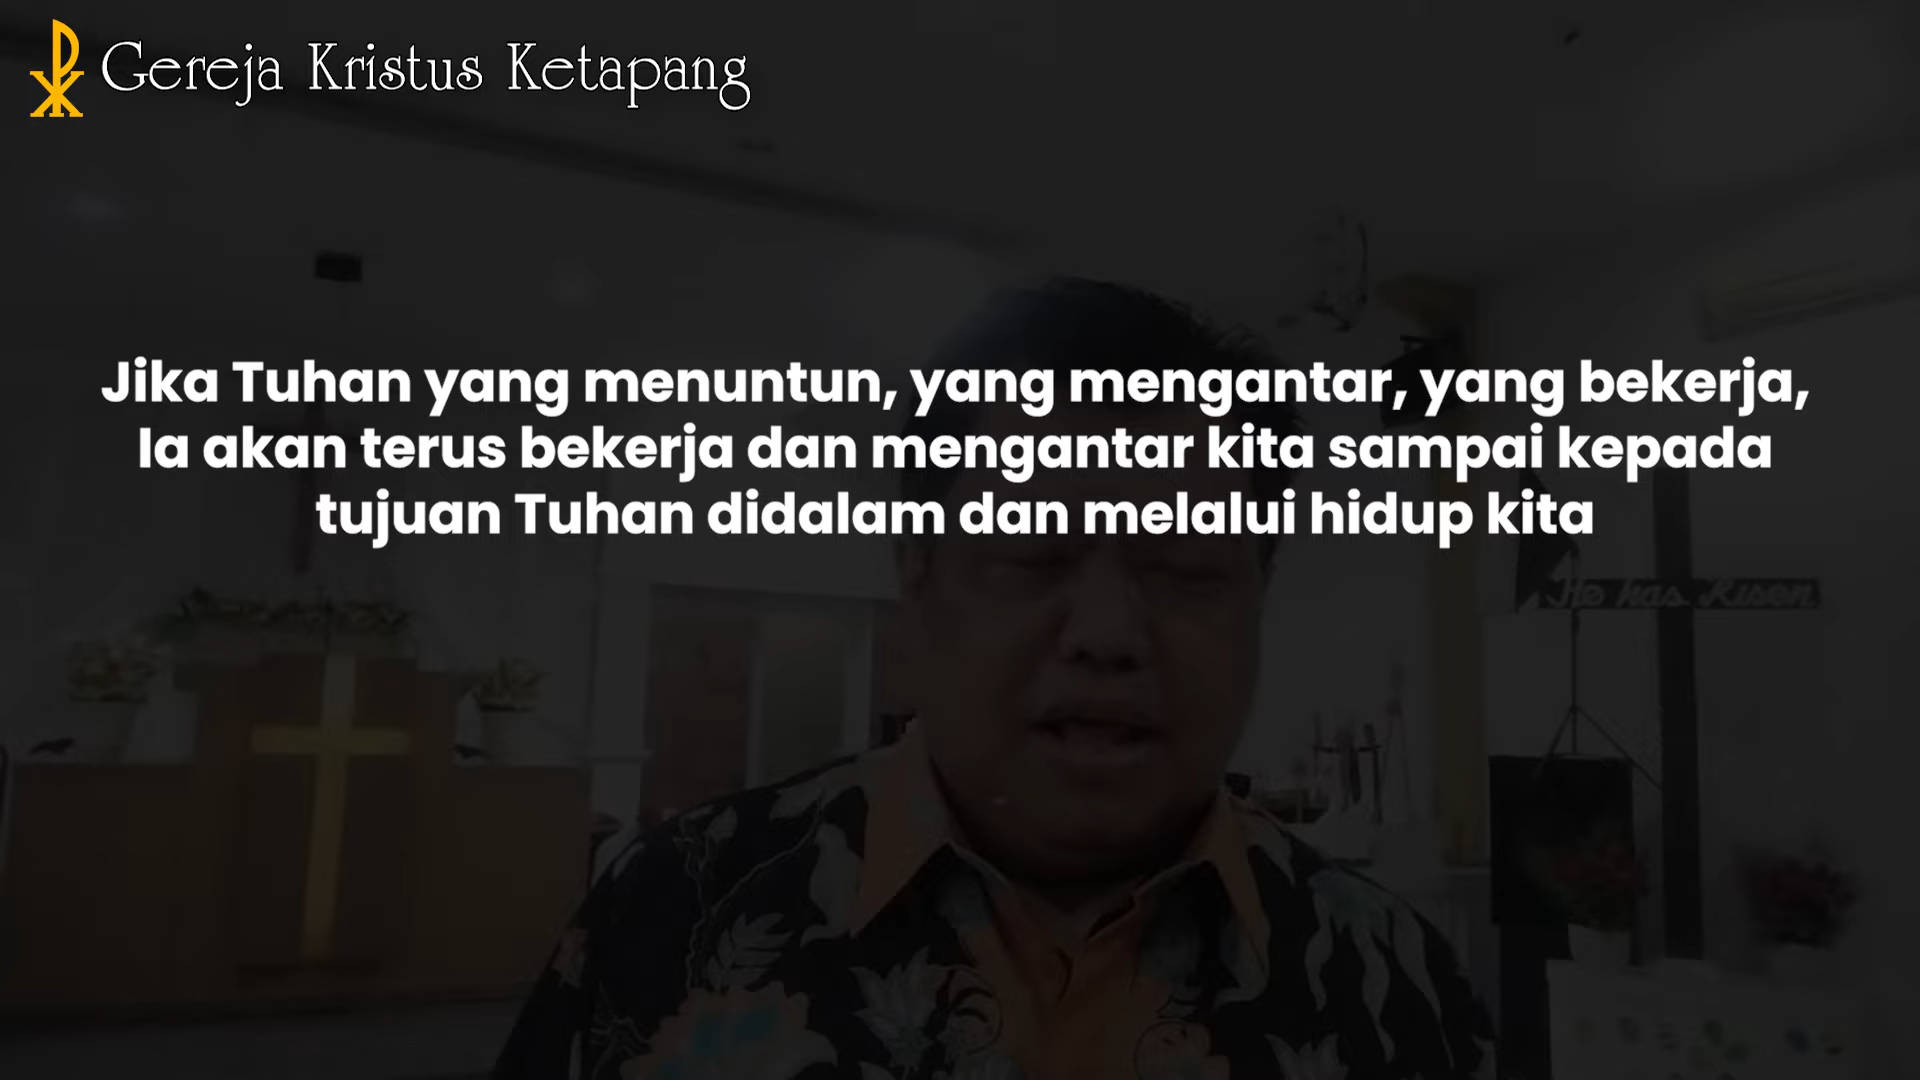 Gereja Kristus Ketapang
Jika Tuhan yang menuntun, yang mengantar, yang bekerja,
Ia akan terus bekerja dan mengantar kita sampai kepada
tujuan Tuhan didalam dan melalui hidup kita
He has Risen